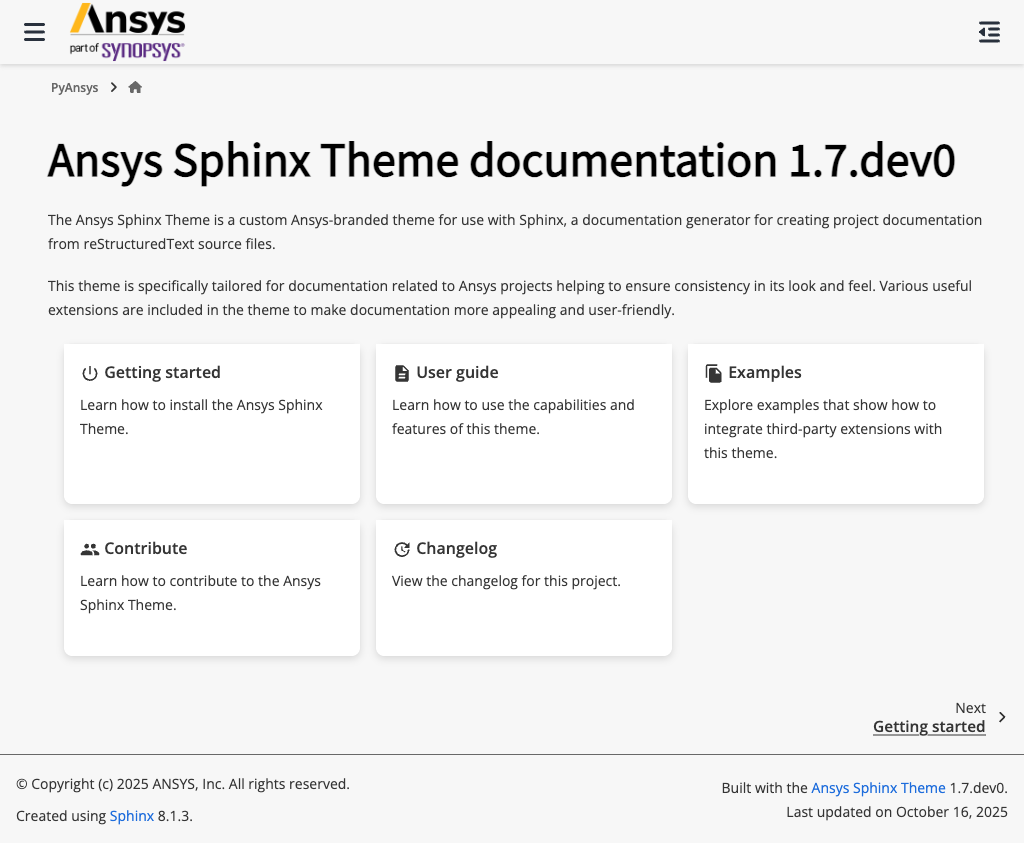 Ansys
part of SYNOPSYS
PyAnsys
Ansys Sphinx Theme documentation 1.7.dev0
The Ansys Sphinx Theme is a custom Ansys-branded theme for use with Sphinx, a documentation generator for creating project documentation
from reStructuredText source files.
This theme is specifically tailored for documentation related to Ansys projects helping to ensure consistency in its look and feel. Various useful
extensions are included in the theme to make documentation more appealing and user-friendly.
Getting started
Learn how to install the Ansys Sphinx
Theme.
User guide
Learn how to use the capabilities and
features of this theme.
Examples
Explore examples that show how to
integrate third-party extensions with
this theme.
Contribute
Learn how to contribute to the Ansys
Sphinx Theme.
Changelog
View the changelog for this project.
Next
Getting started
© Copyright (c) 2025 ANSYS, Inc. All rights reserved.
Created using Sphinx 8.1.3.
Built with the Ansys Sphinx Theme 1.7.dev0.
Last updated on October 16, 2025